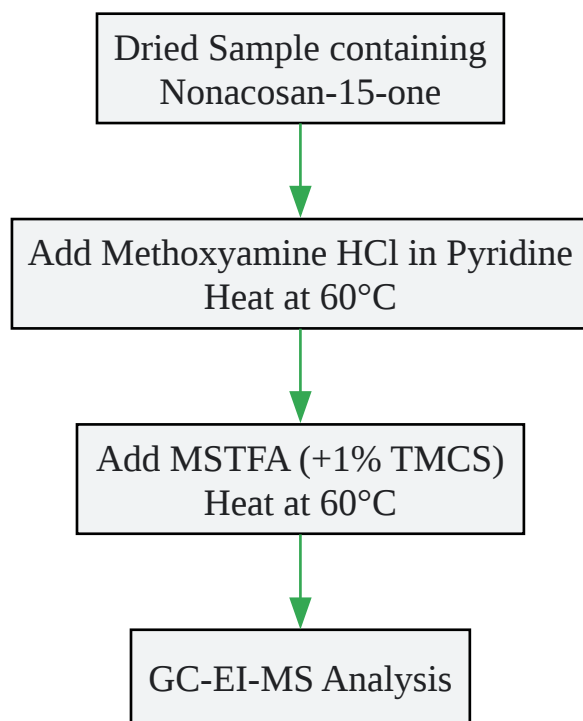 Dried Sample containing
Nonacosan-15-one
Add Methoxyamine HCl in Pyridine
Heat at 60°C
Add MSTFA (+1% TMCS)
Heat at 60°C
GC-EI-MS Analysis